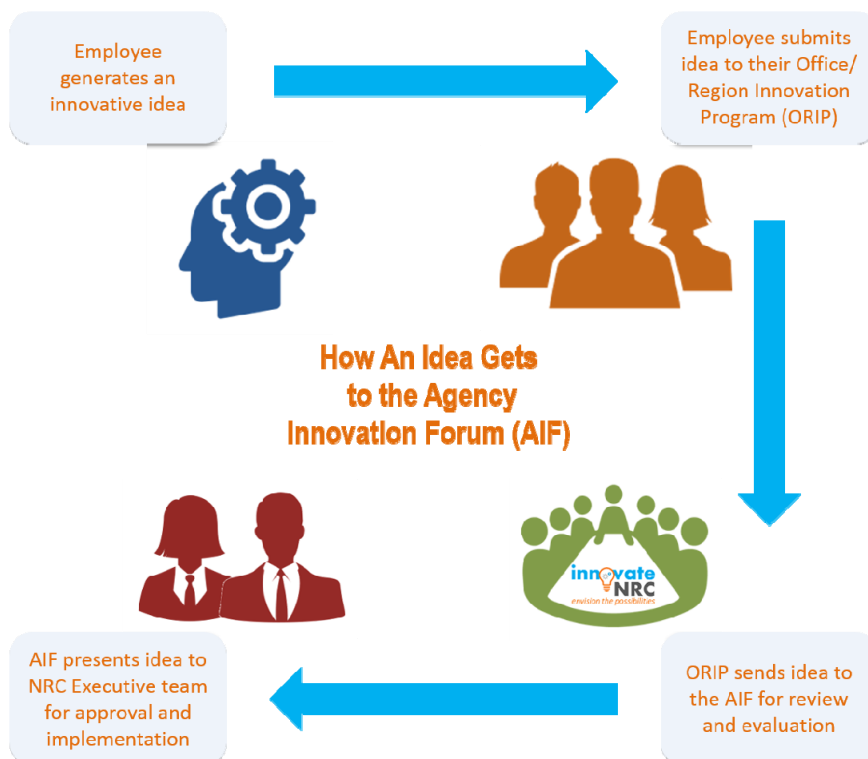 Employee
generates an
innovative idea
Employee submits
idea to their Office/
Region Innovation
Program (ORIP)
How An Idea Gets
to the Agency
Innovation Forum (AIF)
innovate
NRC
envision the possibilities
AIF presents idea to
NRC Executive team
for approval and
implementation
ORIP sends idea to
the AIF for review
and evaluation